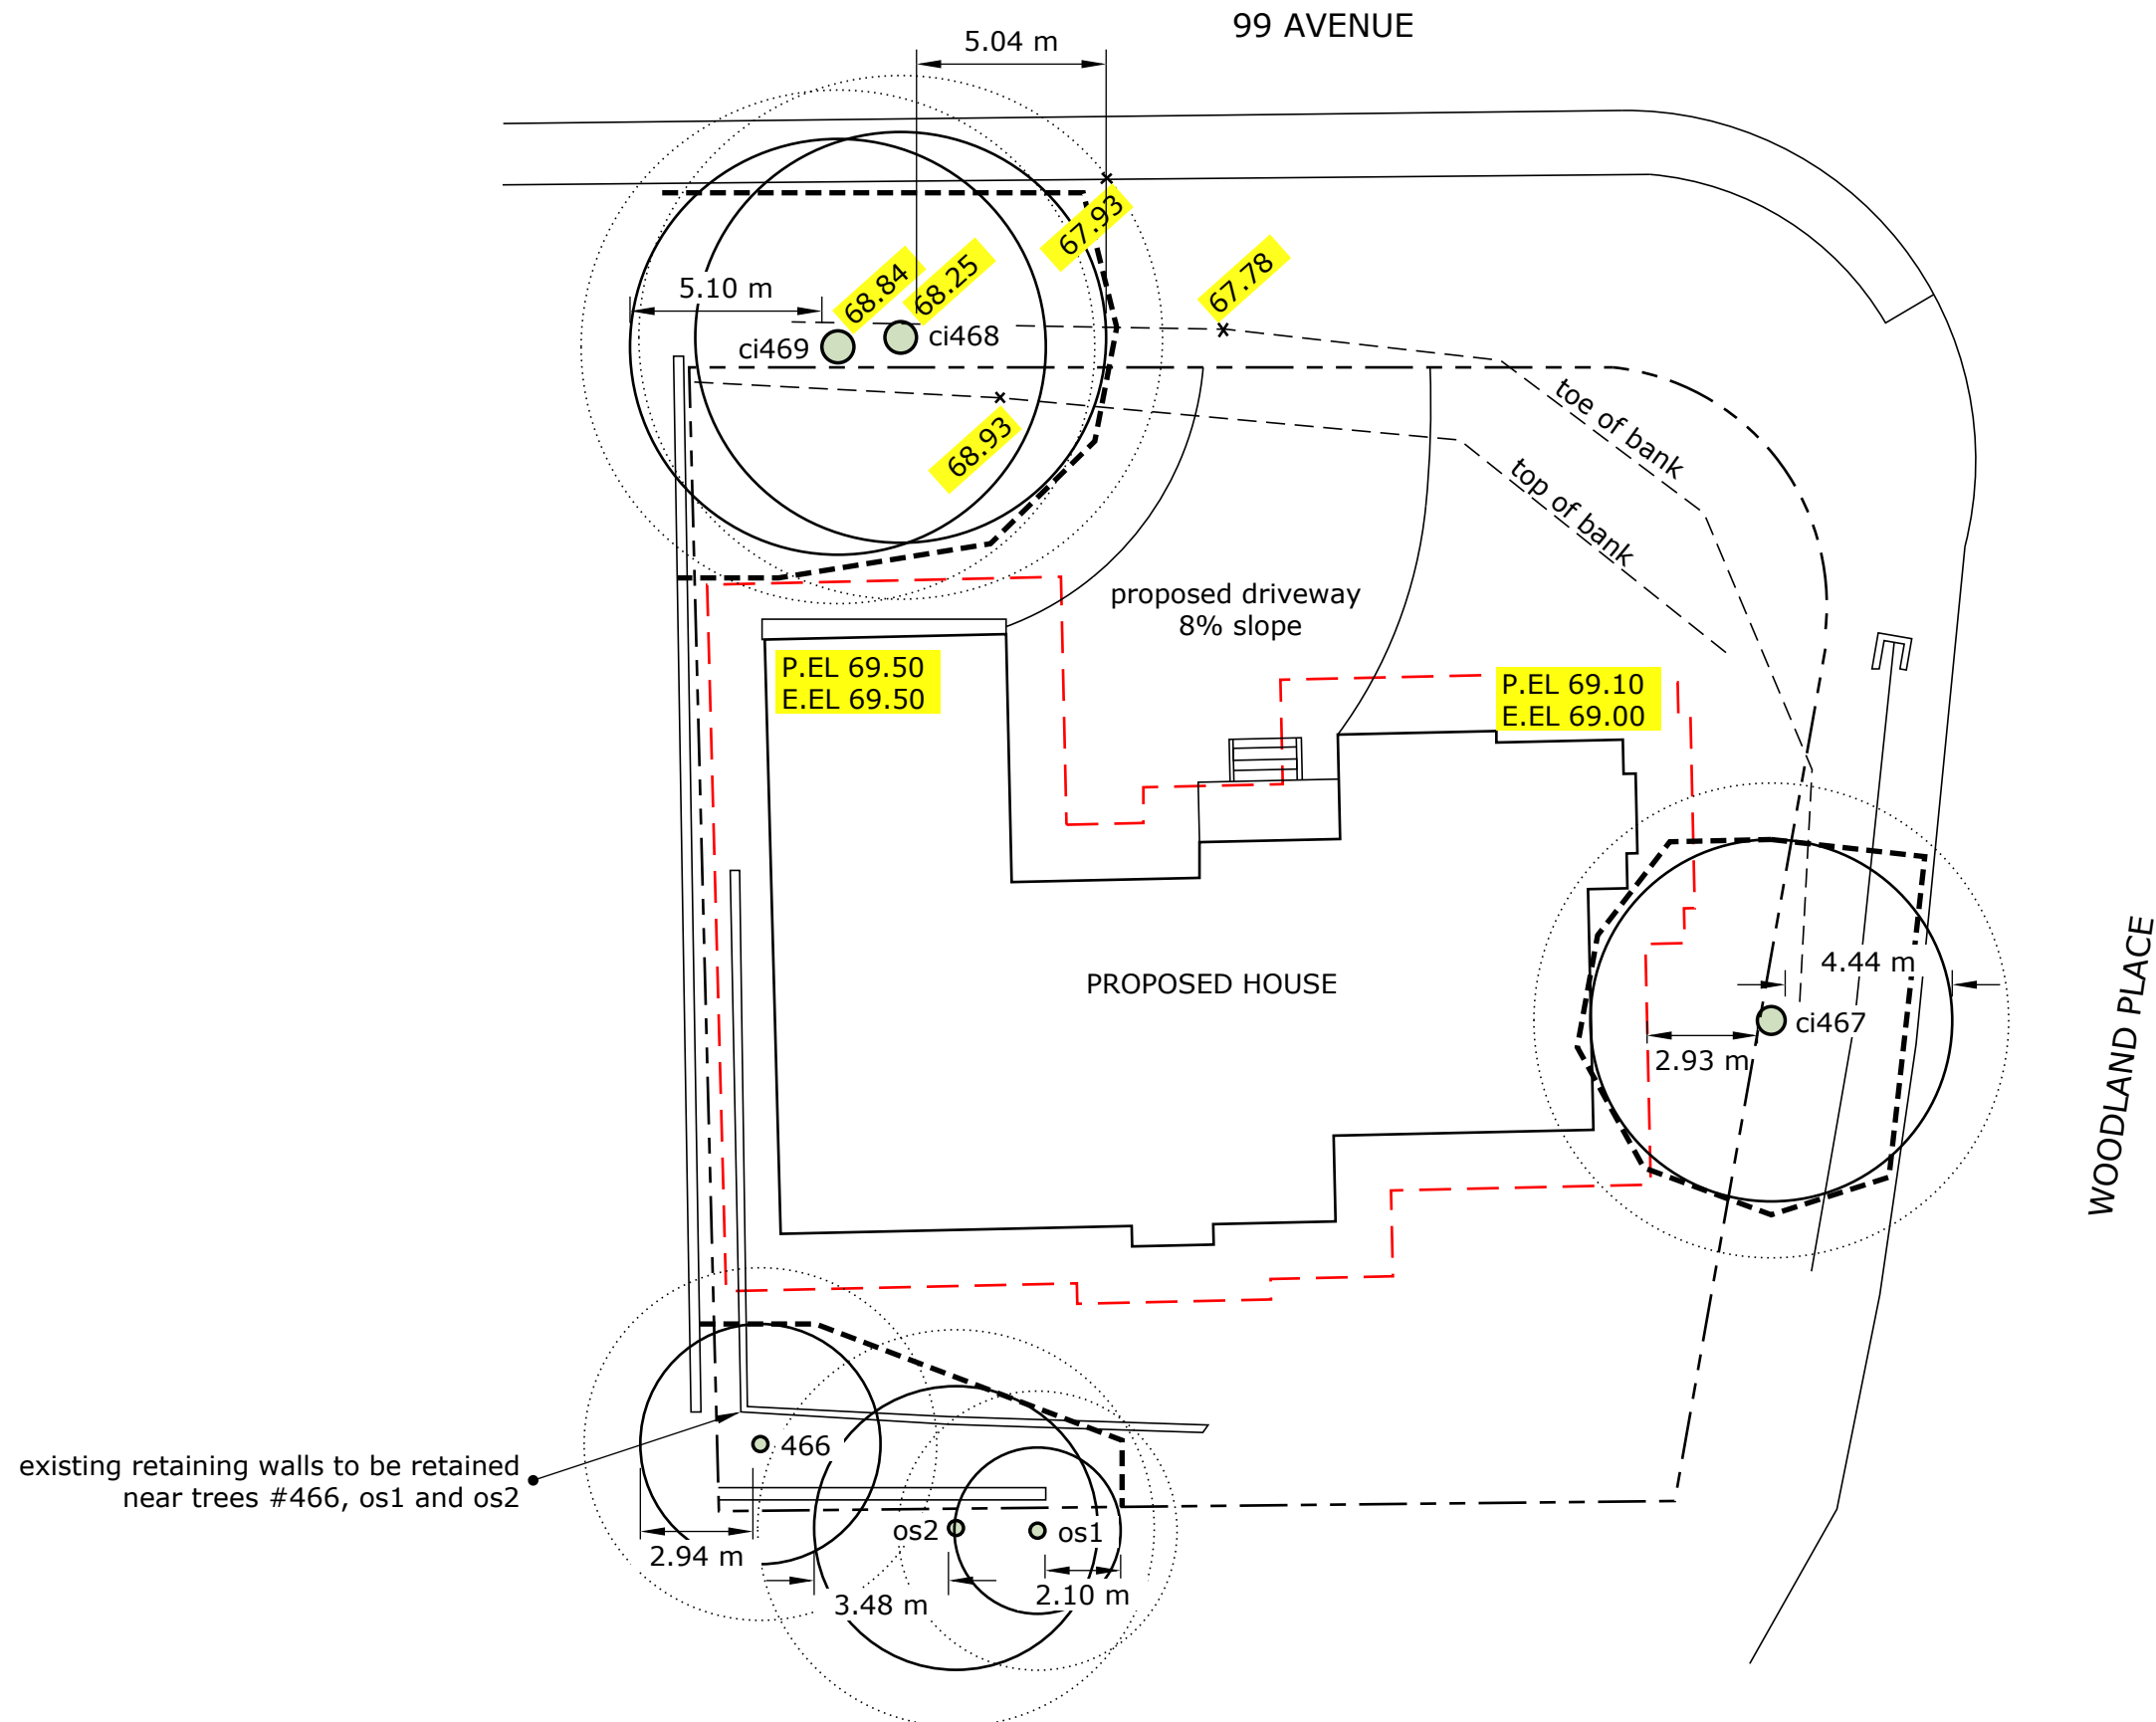 99 AVENUE
5.04 m
67.93
67.78
68.84
68.25
5.10 m
ci469
ci468
68.93
toe of bank
top of bank
proposed driveway
8% slope
P.EL 69.50
E.EL 69.50
P.EL 69.10
E.EL 69.00
PROPOSED HOUSE
4.44 m
ci467
2.93 m
WOODLAND PLACE
466
existing retaining walls to be retained
near trees #466, os1 and os2
os2
os1
2.94 m
3.48 m
2.10 m